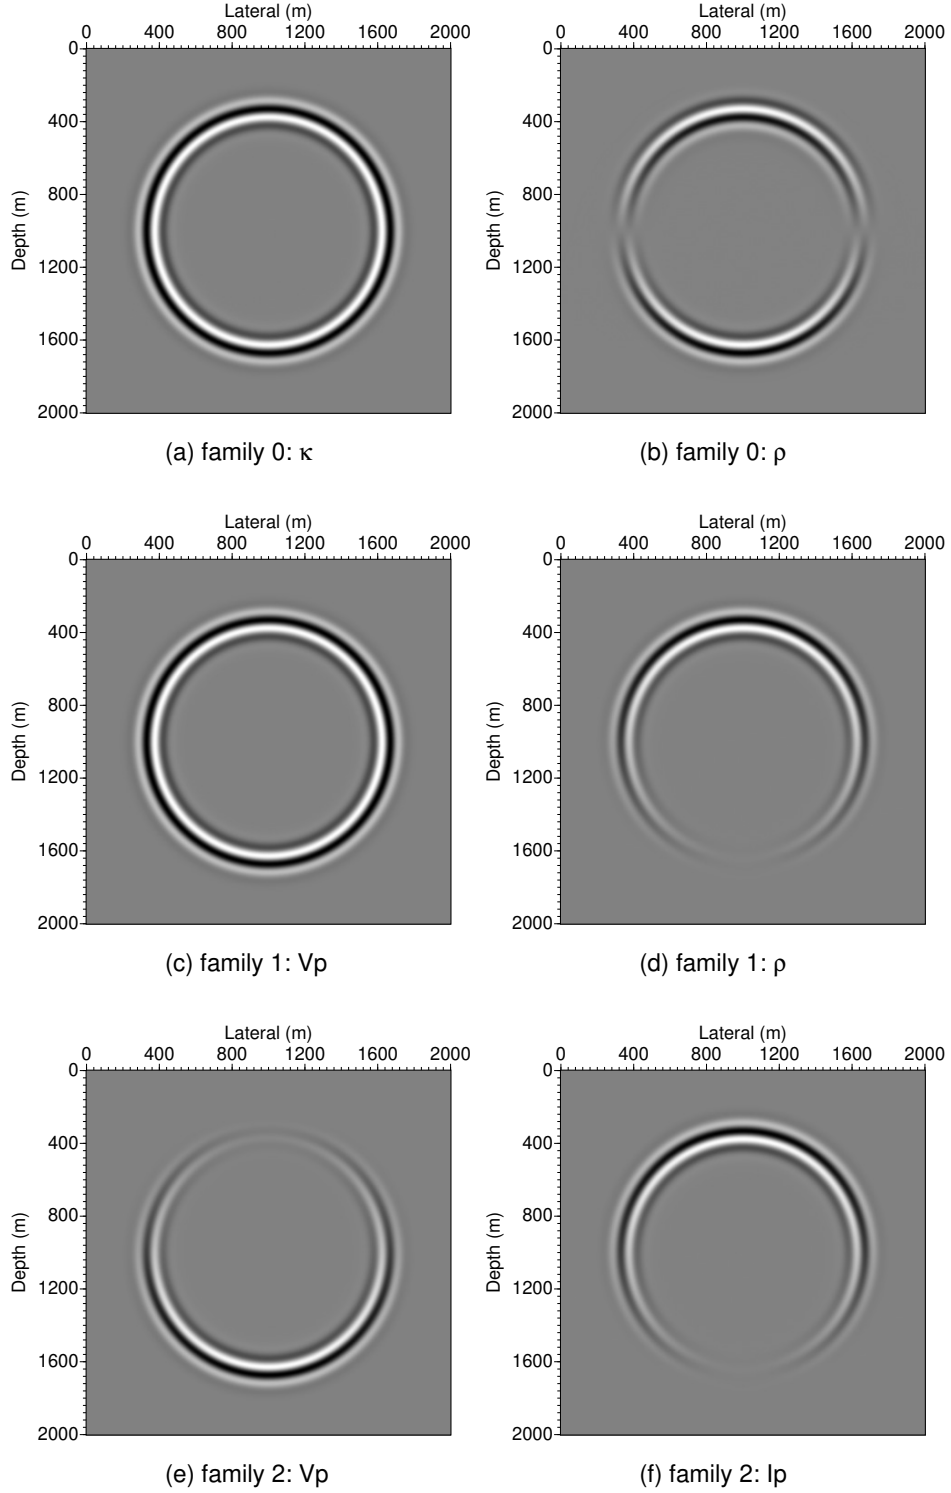 Lateral (m)
0 400 800 1200 1600 2000
0
400
800
1200
1600
2000
Depth (m)
(a) family 0: κ
Lateral (m)
0 400 800 1200 1600 2000
0
400
800
1200
1600
2000
Depth (m)
(b) family 0: ρ
Lateral (m)
0 400 800 1200 1600 2000
0
400
800
1200
1600
2000
Depth (m)
(c) family 1: Vp
Lateral (m)
0 400 800 1200 1600 2000
0
400
800
1200
1600
2000
Depth (m)
(d) family 1: ρ
Lateral (m)
0 400 800 1200 1600 2000
0
400
800
1200
1600
2000
Depth (m)
(e) family 2: Vp
Lateral (m)
0 400 800 1200 1600 2000
0
400
800
1200
1600
2000
Depth (m)
(f) family 2: Ip